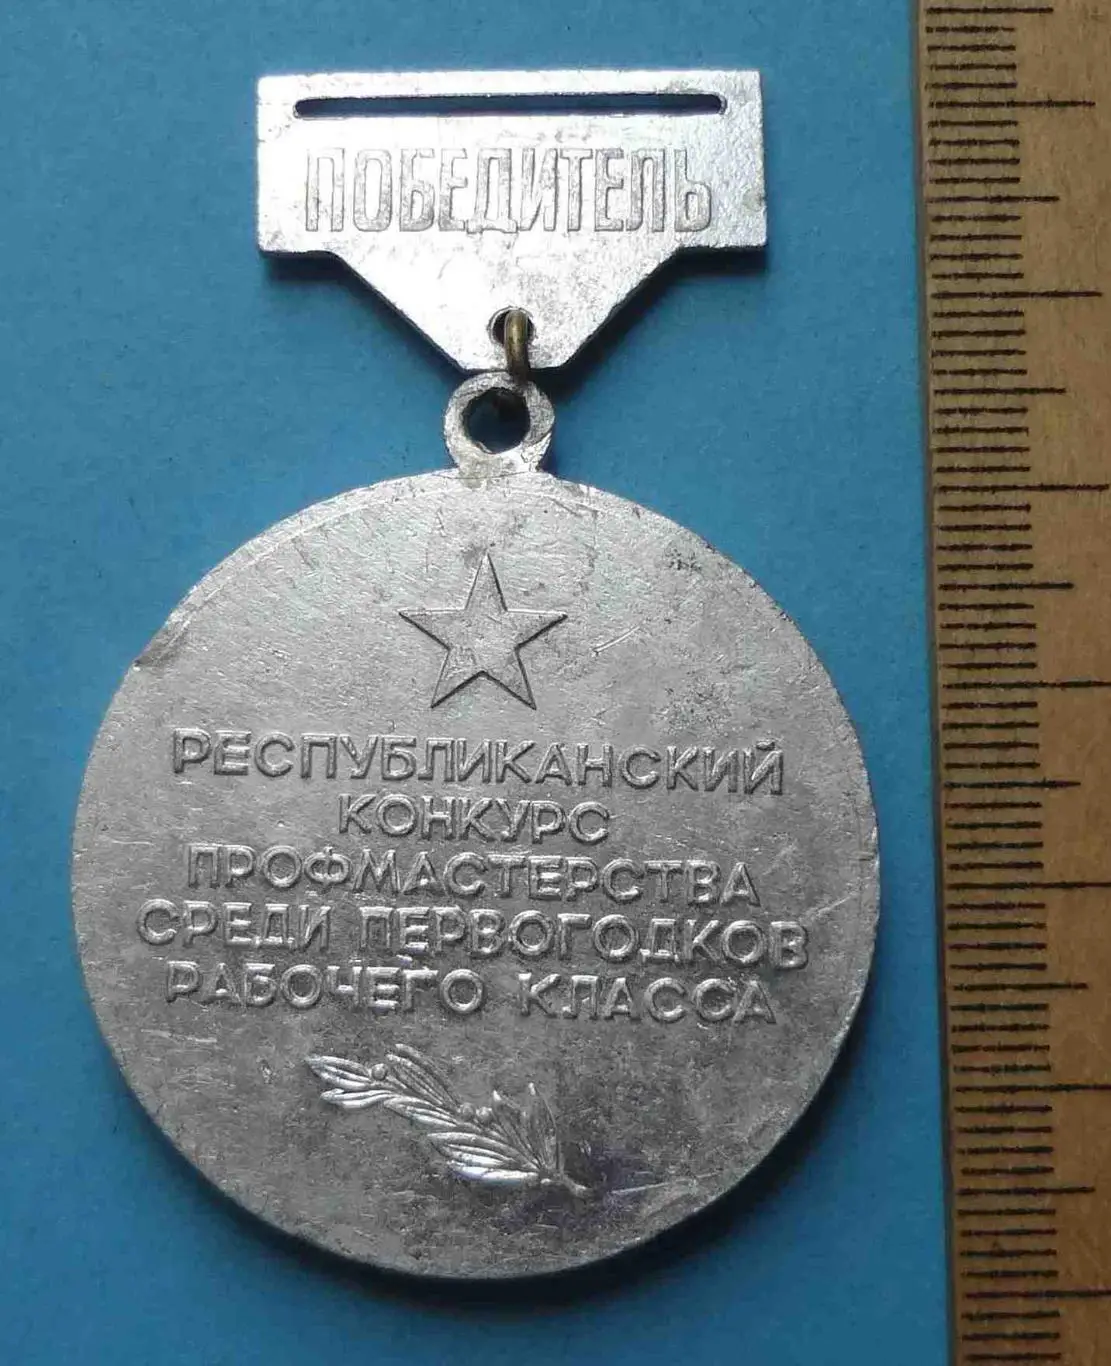 ПОБЕДИТЕЛЬ
РЕСПУБЛИКАНСКИЙ
КОНКУРС
ПРОФМАСТЕРСТВА
СРЕДИ ПЕРВОГОДКОВ
РАБОЧЕГО КЛАССА